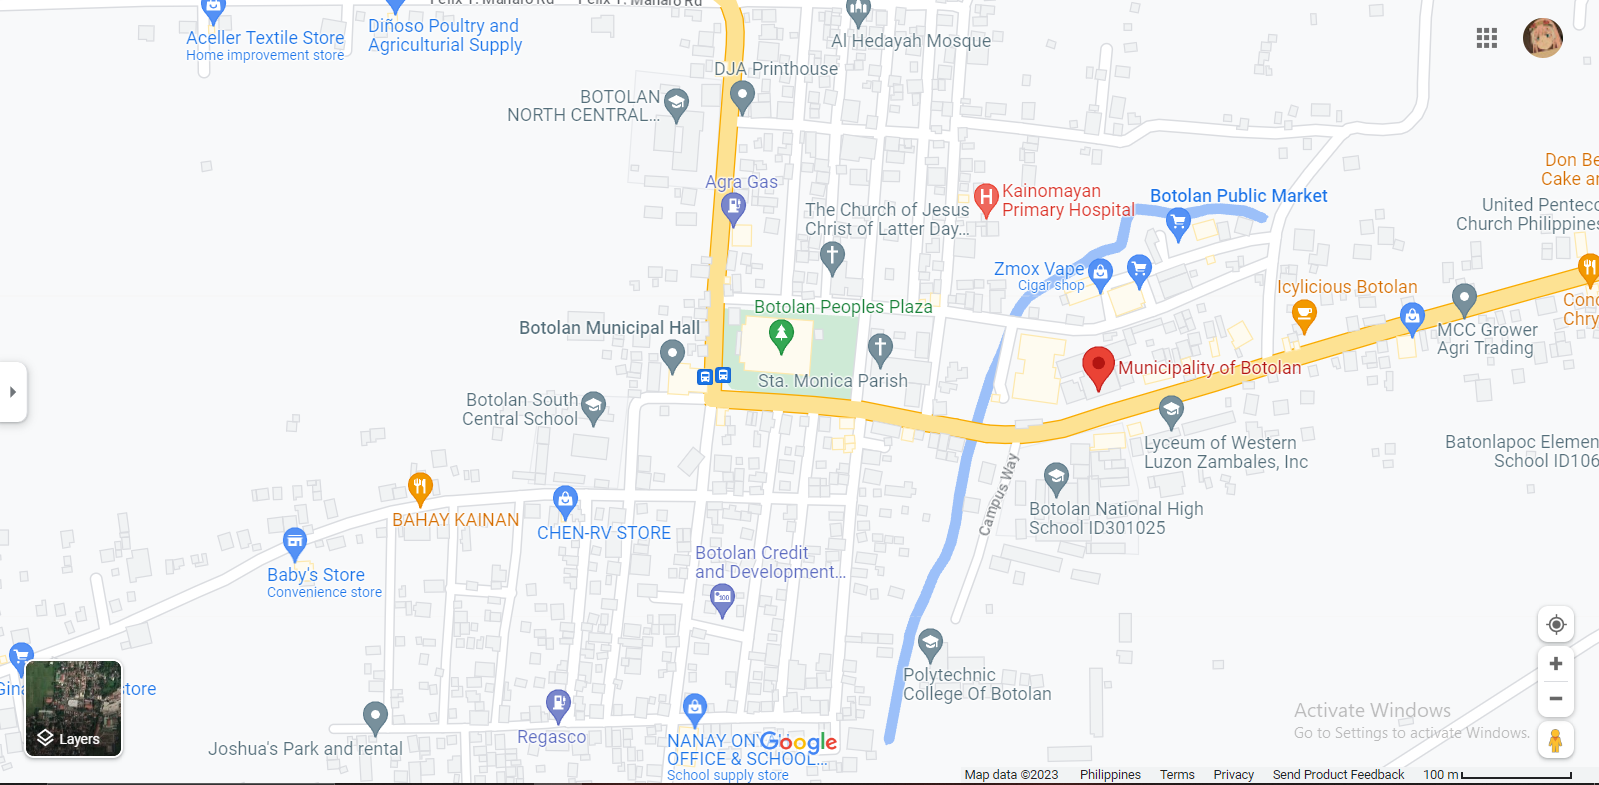 Felix T. Manalo Rd
Felix T. Manalo Rd
Aceller Textile Store
Home improvement store
Diñoso Poultry and
Agriculturial Supply
Al Hedayah Mosque
DJA Printhouse
BOTOLAN
NORTH CENTRAL...
Don Be
Cake ar
Agra Gas
Kainomayan
Primary Hospital
Botolan Public Market
The Church of Jesus
Christ of Latter Day...
United Penteco
Church Philippines
Zmox Vape
Cigar shop
Icylicious Botolan
Botolan Peoples Plaza
Conc
Chry
Botolan Municipal Hall
MCC Grower
Agri Trading
Sta. Monica Parish
Municipality of Botolan
Botolan South
Central School
Lyceum of Western
Luzon Zambales, Inc
Batonlapoc Elemen
School ID106
Campus Way
Botolan National High
School ID301025
BAHAY KAINAN
CHEN-RV STORE
Botolan Credit
and Development...
100
Baby's Store
Convenience store
Polytechnic
College Of Botolan
Gina
store
Layers
Joshua's Park and rental
Regasco
NANAY ONY
OFFICE & SCHOOL...
School supply store
Google
Activate Windows
Go to Settings to activate Windows.
Map data ©2023 Philippines Terms Privacy Send Product Feedback 100 m